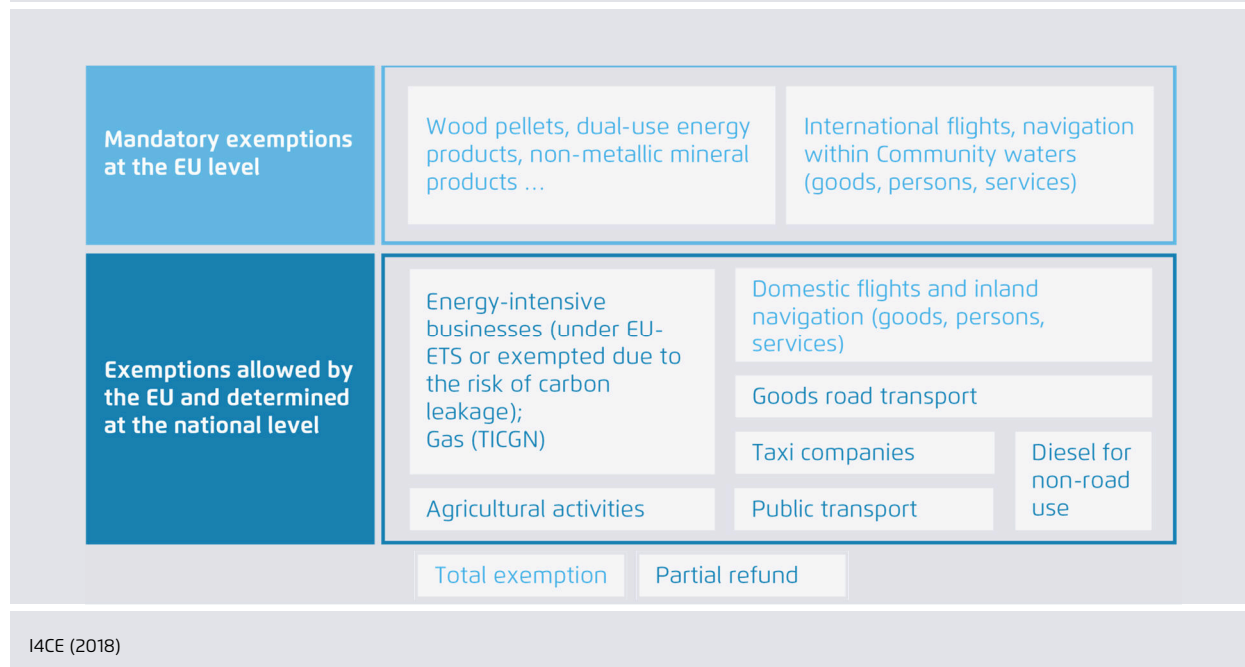 Mandatory exemptions
at the EU level
Wood pellets, dual-use energy
products, non-metallic mineral
products ...
International flights, navigation
within Community waters
(goods, persons, services)
Exemptions allowed by
the EU and determined
at the national level
Energy-intensive
businesses (under EU-
ETS or exempted due to
the risk of carbon
leakage);
Gas (TICGN)
Agricultural activities
Domestic flights and inland
navigation (goods, persons,
services)
Goods road transport
Taxi companies
Public transport
Diesel for
non-road
use
Total exemption
Partial refund
I4CE (2018)